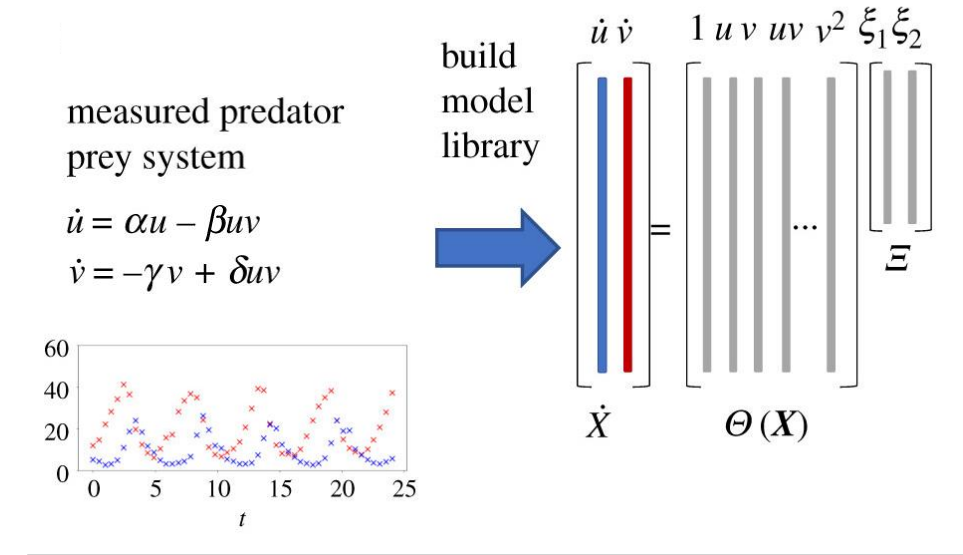 measured predator
prey system
u̇ = αu – βuv
v̇ = –γv + δuv
60
40
20
0
0 5 10 15 20 25
t
build
model
library
u̇ v̇
=
Ẋ
1 u v uv v² ξ₁ ξ₂
...
Θ (X)
Ξ